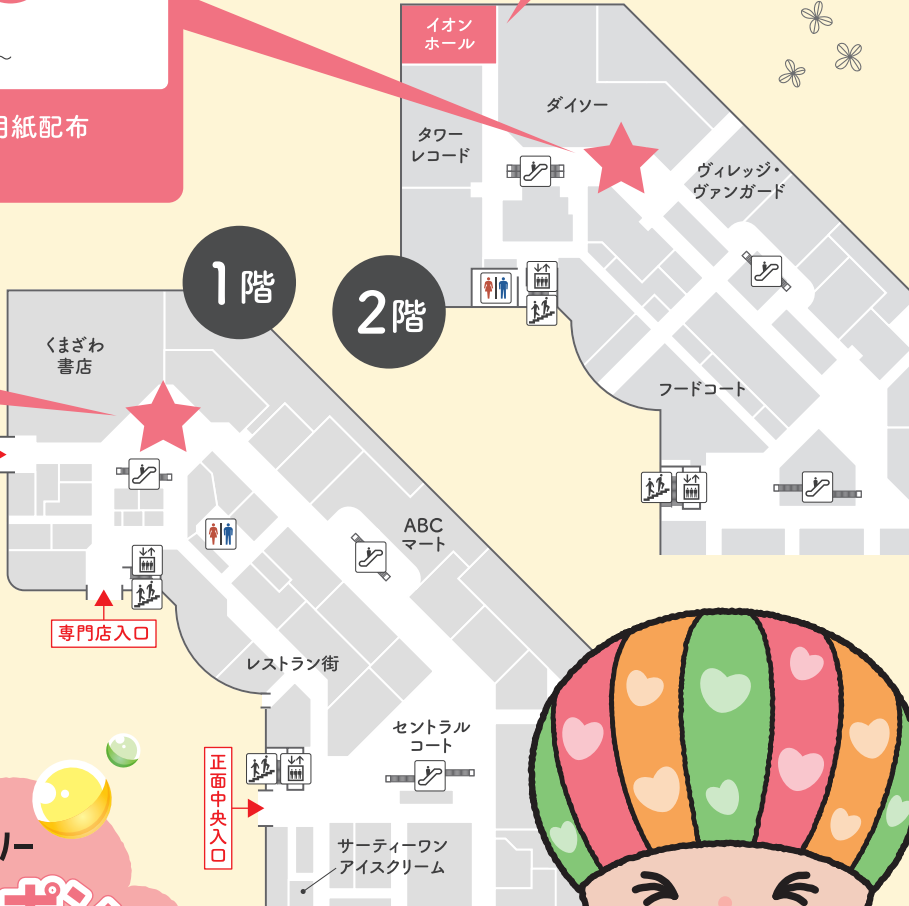 用紙配布
イオン
ホール
ダイソー
タワー
レコード
ヴィレッジ・
ヴァンガード
1階
2階
くまざわ
書店
フードコート
ABC
マート
専門店入口
レストラン街
セントラル
コート
正面中央入口
サーティーワン
アイスクリーム